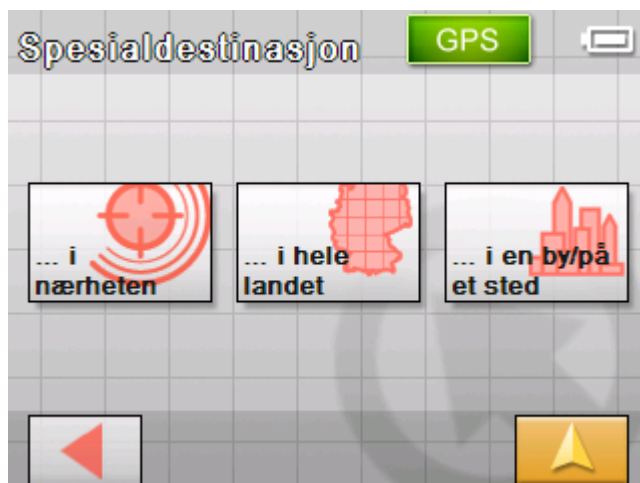 Spesialdestinasjon
GPS
... i
nærheten
... i hele
landet
... i en by/på
et sted